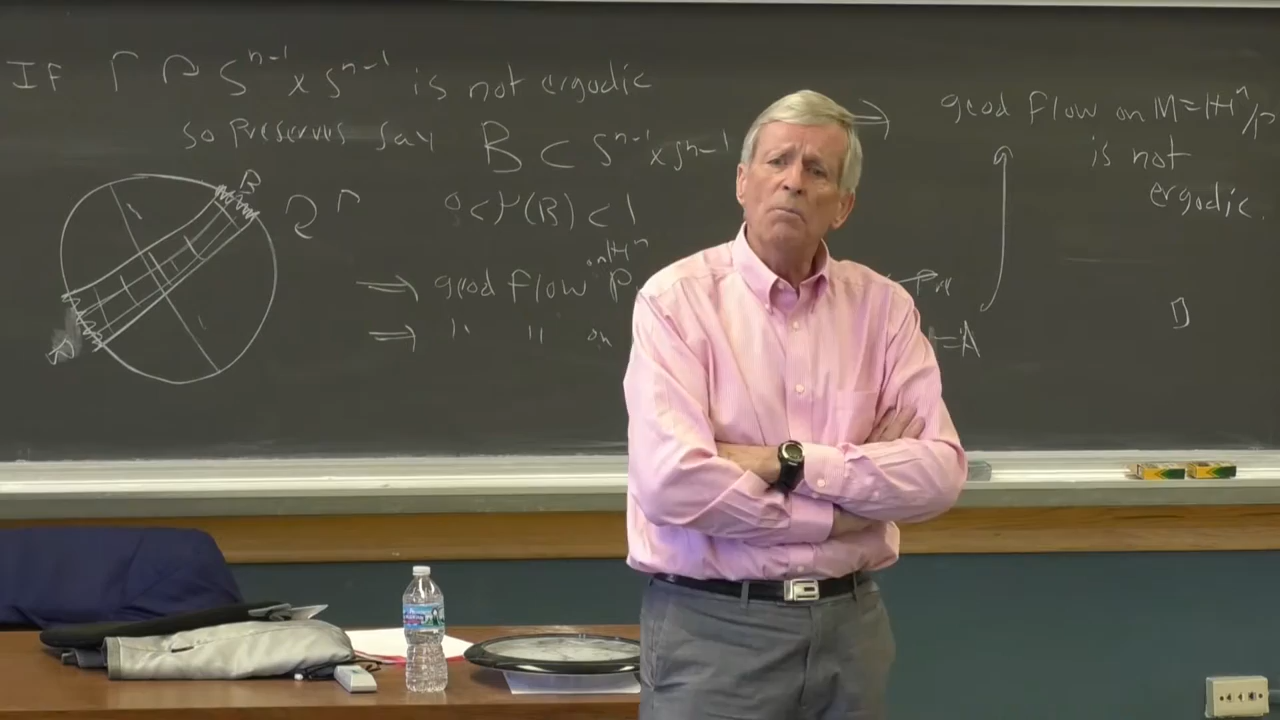 If Γ ↷ S^{n-1} × S^{n-1} is not ergodic
so preserves say B ⊂ S^{n-1} × S^{n-1}
0 < μ(B) < 1
⇒ geod flow on H^n
⇒ " " on
= A
⇒ geod flow on M = H^n/Γ
is not
ergodic.
B
Γ
A